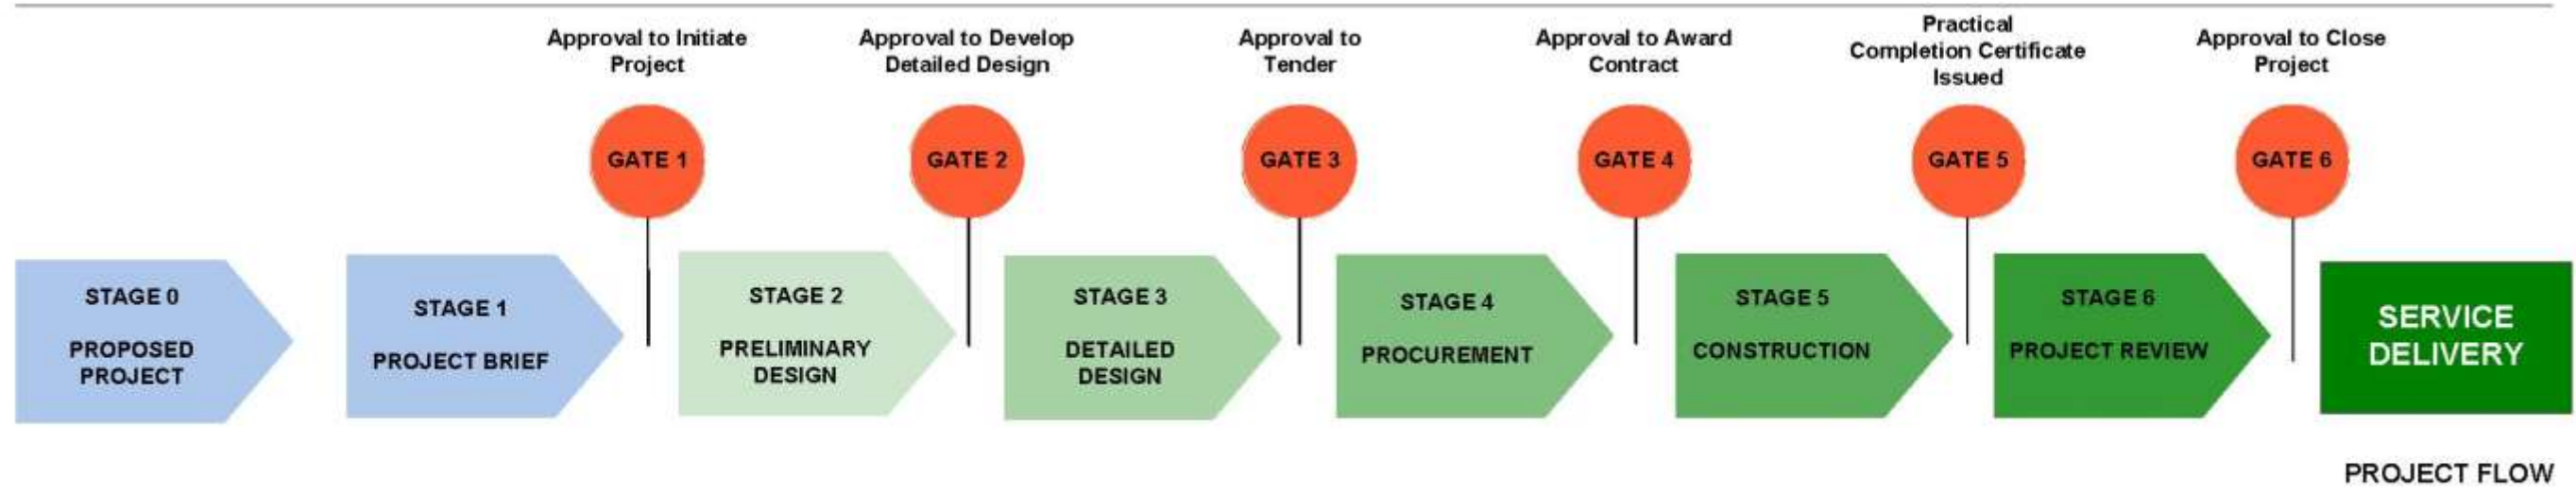 Approval to Initiate
Project
Approval to Develop
Detailed Design
Approval to
Tender
Approval to Award
Contract
Practical
Completion Certificate
Issued
Approval to Close
Project
GATE 1
GATE 2
GATE 3
GATE 4
GATE 5
GATE 6
STAGE 0
PROPOSED
PROJECT
STAGE 1
PROJECT BRIEF
STAGE 2
PRELIMINARY
DESIGN
STAGE 3
DETAILED
DESIGN
STAGE 4
PROCUREMENT
STAGE 5
CONSTRUCTION
STAGE 6
PROJECT REVIEW
SERVICE
DELIVERY
PROJECT FLOW